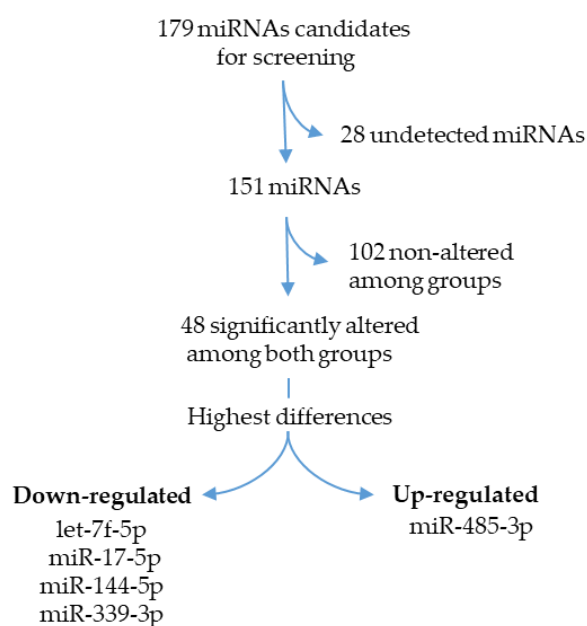 179 miRNAs candidates
for screening
28 undetected miRNAs
151 miRNAs
102 non-altered
among groups
48 significantly altered
among both groups
Highest differences
Down-regulated
let-7f-5p
miR-17-5p
miR-144-5p
miR-339-3p
Up-regulated
miR-485-3p